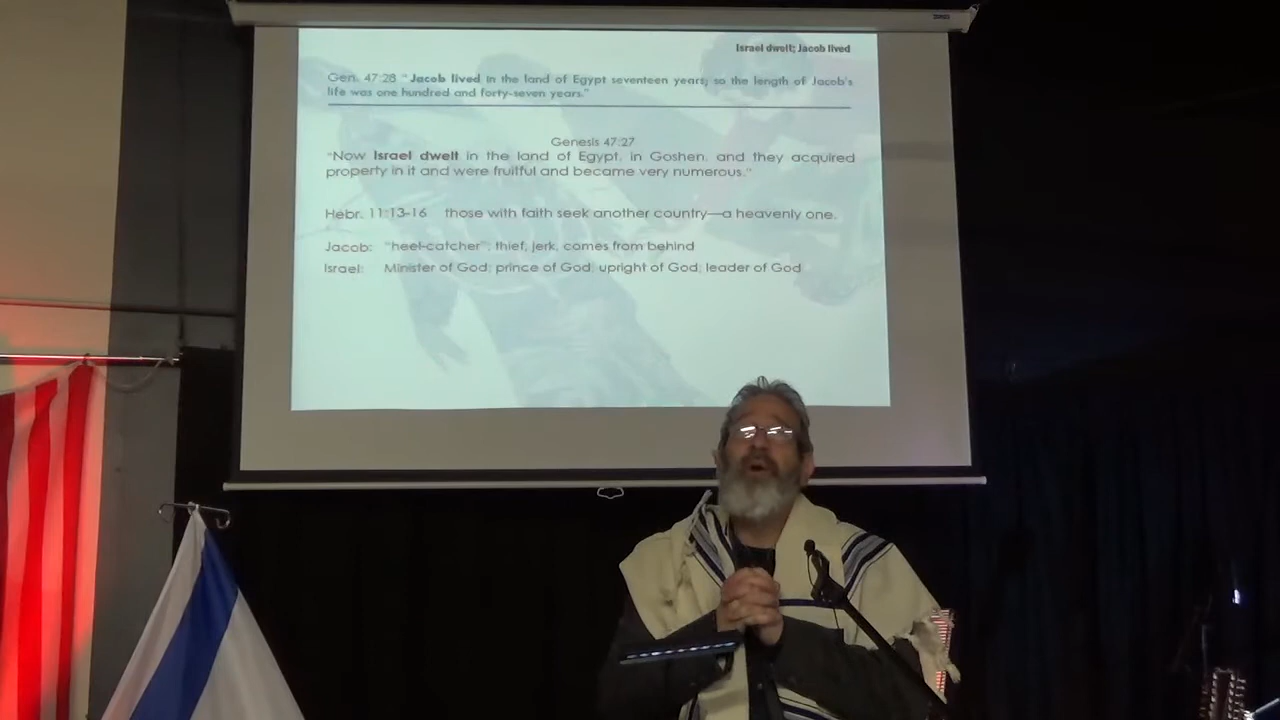 Israel dwelt; Jacob lived
Gen. 47:28 "Jacob lived in the land of Egypt seventeen years; so the length of Jacob's
life was one hundred and forty-seven years."
Genesis 47:27
"Now Israel dwelt in the land of Egypt, in Goshen, and they acquired
property in it and were fruitful and became very numerous."
Hebr. 11:13-16 those with faith seek another country—a heavenly one.
Jacob: "heel-catcher"; thief, jerk, comes from behind
Israel: Minister of God; prince of God; upright of God; leader of God